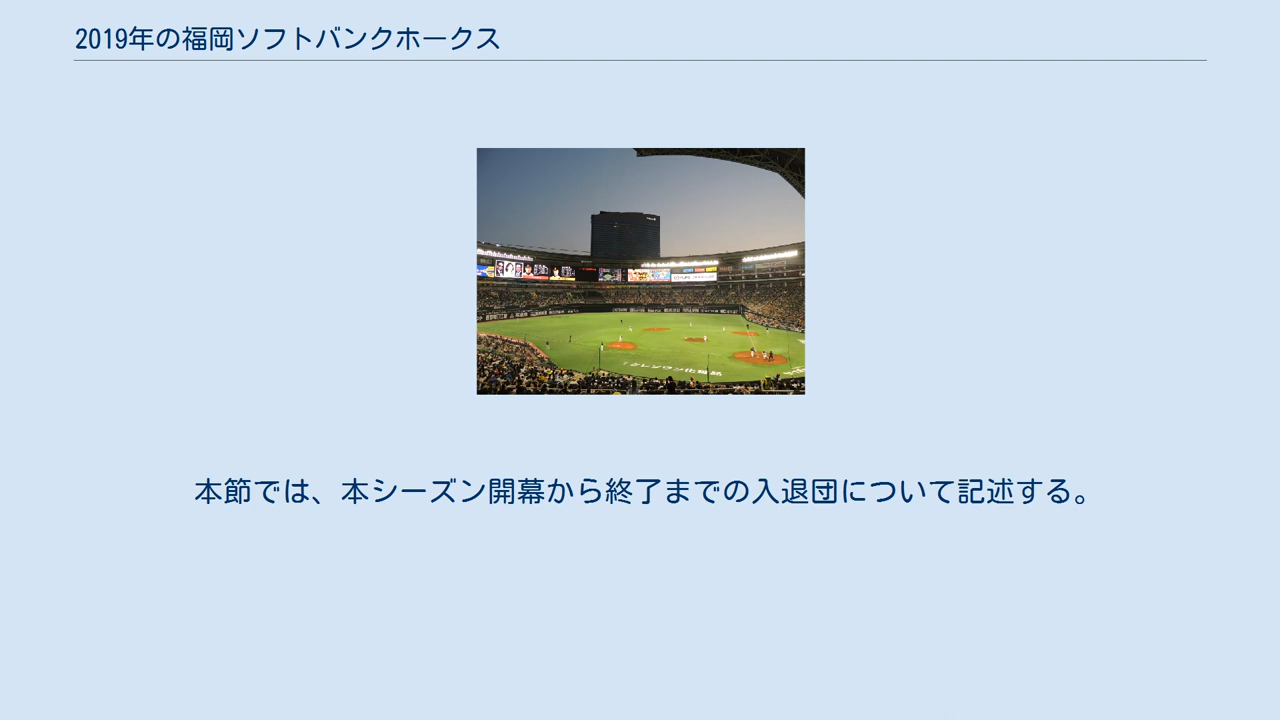 2019年の福岡ソフトバンクホークス
本節では、本シーズン開幕から終了までの入退団について記述する。